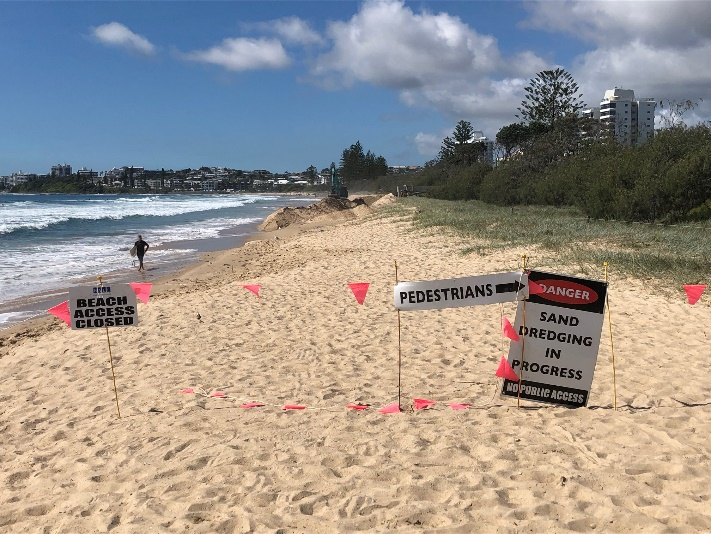 BEACH
ACCESS
CLOSED
PEDESTRIANS
DANGER
SAND
DREDGING
IN
PROGRESS
NO PUBLIC ACCESS